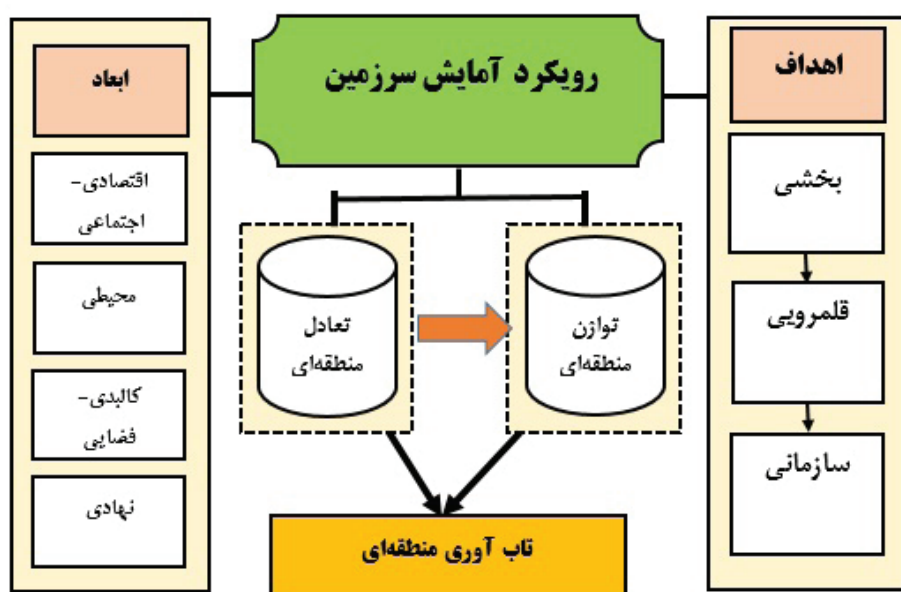 رویکرد آمایش سرزمین
اهداف
بخشی
قلمرویی
سازمانی
ابعاد
اقتصادی-
اجتماعی
محیطی
کالبدی-
فضایی
نهادی
توازن
منطقه‌ای
تعادل
منطقه‌ای
تاب آوری منطقه‌ای